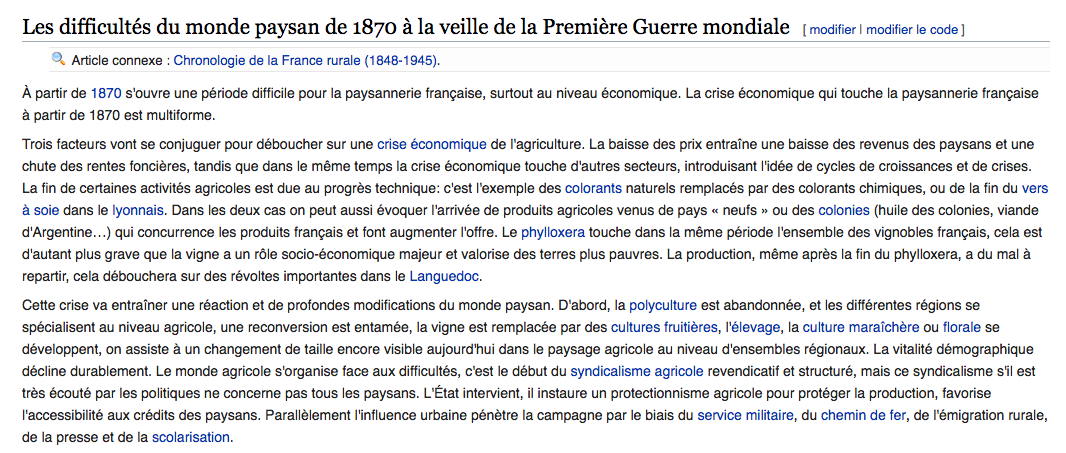 Les difficultés du monde paysan de 1870 à la veille de la Première Guerre mondiale [ modifier | modifier le code ]
Article connexe : Chronologie de la France rurale (1848-1945).
À partir de 1870 s'ouvre une période difficile pour la paysannerie française, surtout au niveau économique. La crise économique qui touche la paysannerie française
à partir de 1870 est multiforme.
Trois facteurs vont se conjuguer pour déboucher sur une crise économique de l'agriculture. La baisse des prix entraîne une baisse des revenus des paysans et une
chute des rentes foncières, tandis que dans le même temps la crise économique touche d'autres secteurs, introduisant l'idée de cycles de croissances et de crises.
La fin de certaines activités agricoles est due au progrès technique: c'est l'exemple des colorants naturels remplacés par des colorants chimiques, ou de la fin du vers
à soie dans le lyonnais. Dans les deux cas on peut aussi évoquer l'arrivée de produits agricoles venus de pays « neufs » ou des colonies (huile des colonies, viande
d'Argentine…) qui concurrence les produits français et font augmenter l'offre. Le phylloxera touche dans la même période l'ensemble des vignobles français, cela est
d'autant plus grave que la vigne a un rôle socio-économique majeur et valorise des terres plus pauvres. La production, même après la fin du phylloxera, a du mal à
repartir, cela débouchera sur des révoltes importantes dans le Languedoc.
Cette crise va entraîner une réaction et de profondes modifications du monde paysan. D'abord, la polyculture est abandonnée, et les différentes régions se
spécialisent au niveau agricole, une reconversion est entamée, la vigne est remplacée par des cultures fruitières, l'élevage, la culture maraîchère ou florale se
développent, on assiste à un changement de taille encore visible aujourd'hui dans le paysage agricole au niveau d'ensembles régionaux. La vitalité démographique
décline durablement. Le monde agricole s'organise face aux difficultés, c'est le début du syndicalisme agricole revendicatif et structuré, mais ce syndicalisme s'il est
très écouté par les politiques ne concerne pas tous les paysans. L'État intervient, il instaure un protectionnisme agricole pour protéger la production, favorise
l'accessibilité aux crédits des paysans. Parallèlement l'influence urbaine pénètre la campagne par le biais du service militaire, du chemin de fer, de l'émigration rurale,
de la presse et de la scolarisation.